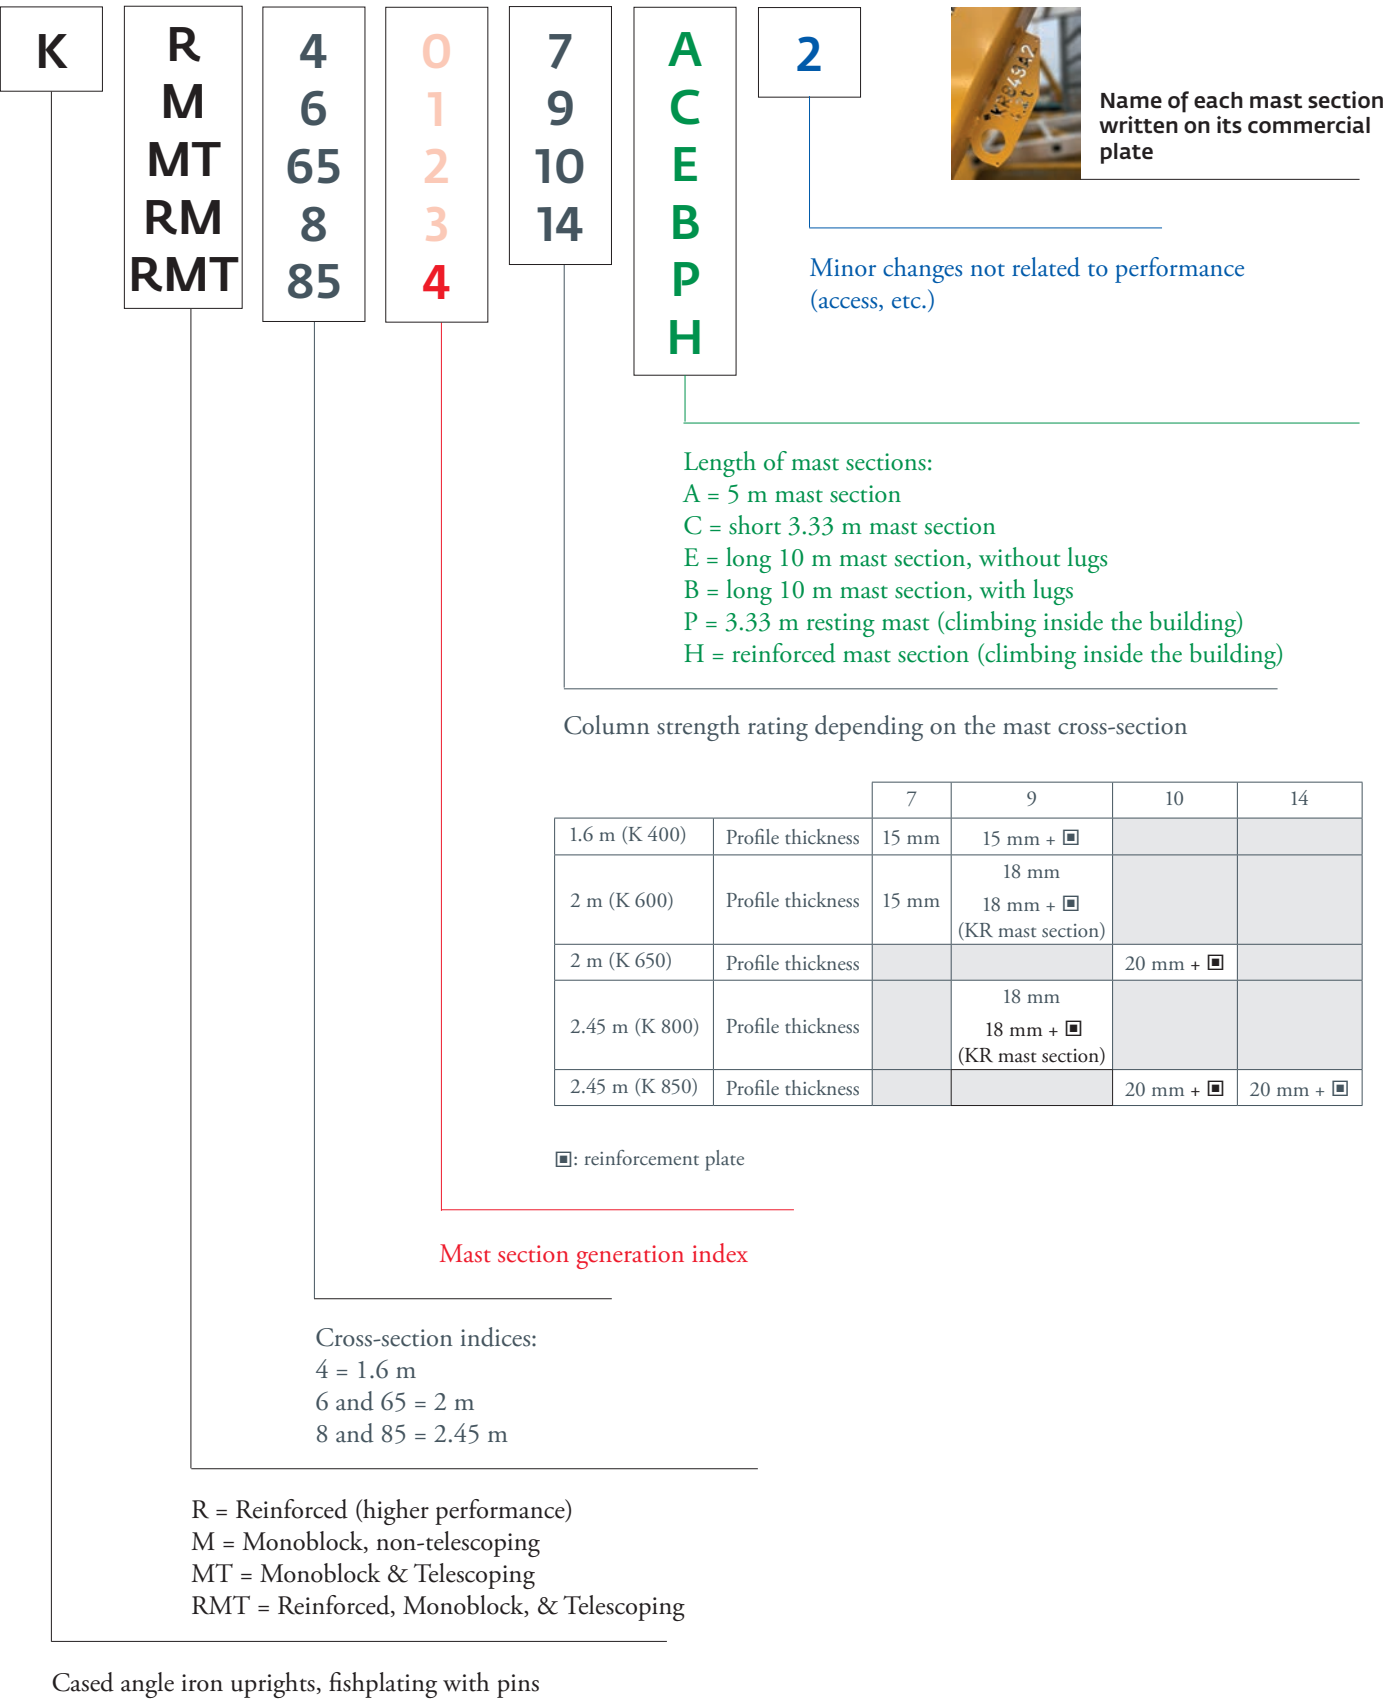 K
R
M
MT
RM
RMT
4
6
65
8
85
0
1
2
3
4
7
9
10
14
A
C
E
B
P
H
2
KR849A2
Name of each mast section
written on its commercial
plate
Minor changes not related to performance
(access, etc.)
Length of mast sections:
A = 5 m mast section
C = short 3.33 m mast section
E = long 10 m mast section, without lugs
B = long 10 m mast section, with lugs
P = 3.33 m resting mast (climbing inside the building)
H = reinforced mast section (climbing inside the building)
Column strength rating depending on the mast cross-section
7 9 10 14
1.6 m (K 400) Profile thickness 15 mm 15 mm + ▣
2 m (K 600) Profile thickness 15 mm 18 mm
18 mm + ▣
(KR mast section)
2 m (K 650) Profile thickness 20 mm + ▣
2.45 m (K 800) Profile thickness 18 mm
18 mm + ▣
(KR mast section)
2.45 m (K 850) Profile thickness 20 mm + ▣ 20 mm + ▣
▣: reinforcement plate
Mast section generation index
Cross-section indices:
4 = 1.6 m
6 and 65 = 2 m
8 and 85 = 2.45 m
R = Reinforced (higher performance)
M = Monoblock, non-telescoping
MT = Monoblock & Telescoping
RMT = Reinforced, Monoblock, & Telescoping
Cased angle iron uprights, fishplating with pins